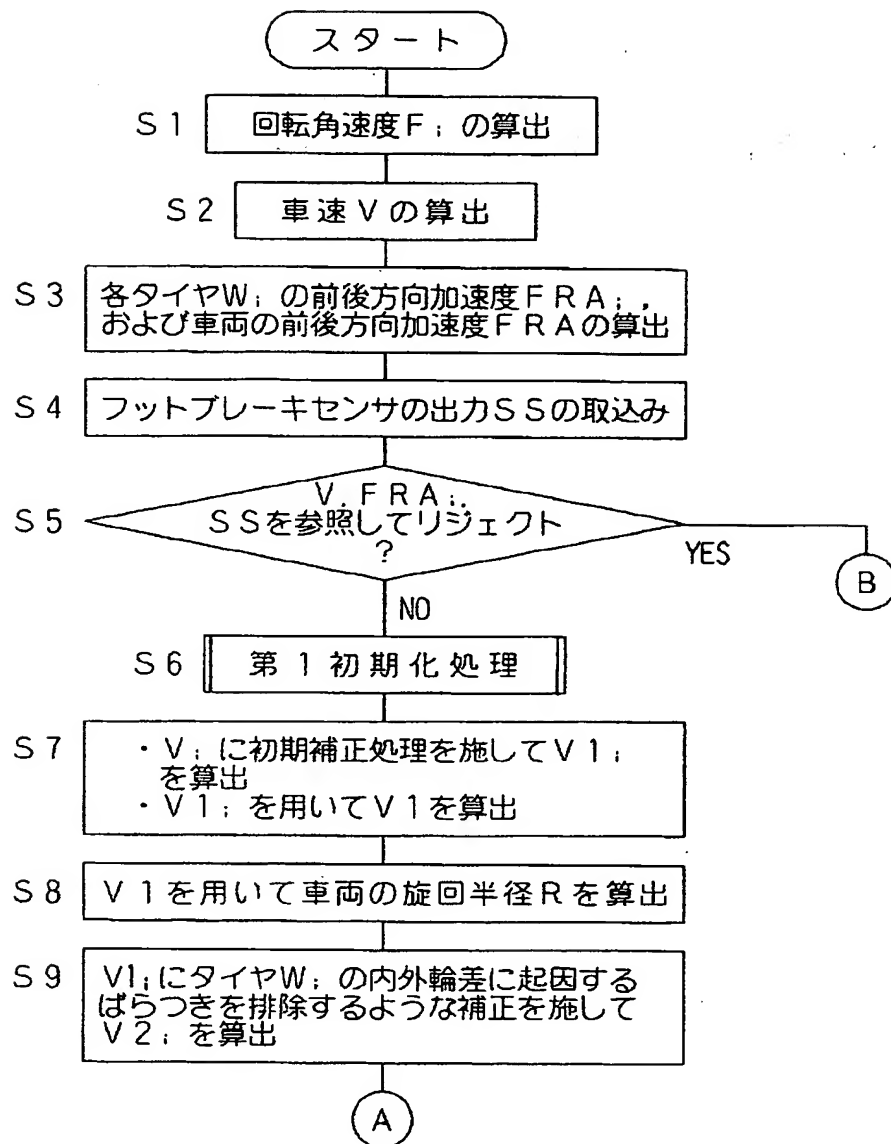 スタート
S1 回転角速度Fiの算出
S2 車速Vの算出
S3 各タイヤWiの前後方向加速度FRAi,
および車両の前後方向加速度FRAの算出
S4 フットブレーキセンサの出力SSの取込み
V,FRAi,
S5 SSを参照してリジェクト
?
YES
B
NO
S6 第1初期化処理
S7 ・Viに初期補正処理を施してV1i
を算出
・V1iを用いてV1を算出
S8 V1を用いて車両の旋回半径Rを算出
S9 V1iにタイヤWiの内外輪差に起因する
ばらつきを排除するような補正を施して
V2iを算出
A